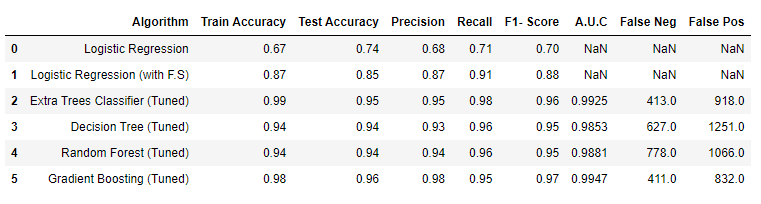 Algorithm Train Accuracy Test Accuracy Precision Recall F1- Score A.U.C False Neg False Pos
0 Logistic Regression 0.67 0.74 0.68 0.71 0.70 NaN NaN NaN
1 Logistic Regression (with F.S) 0.87 0.85 0.87 0.91 0.88 NaN NaN NaN
2 Extra Trees Classifier (Tuned) 0.99 0.95 0.95 0.98 0.96 0.9925 413.0 918.0
3 Decision Tree (Tuned) 0.94 0.94 0.93 0.96 0.95 0.9853 627.0 1251.0
4 Random Forest (Tuned) 0.94 0.94 0.94 0.96 0.95 0.9881 778.0 1066.0
5 Gradient Boosting (Tuned) 0.98 0.96 0.98 0.95 0.97 0.9947 411.0 832.0